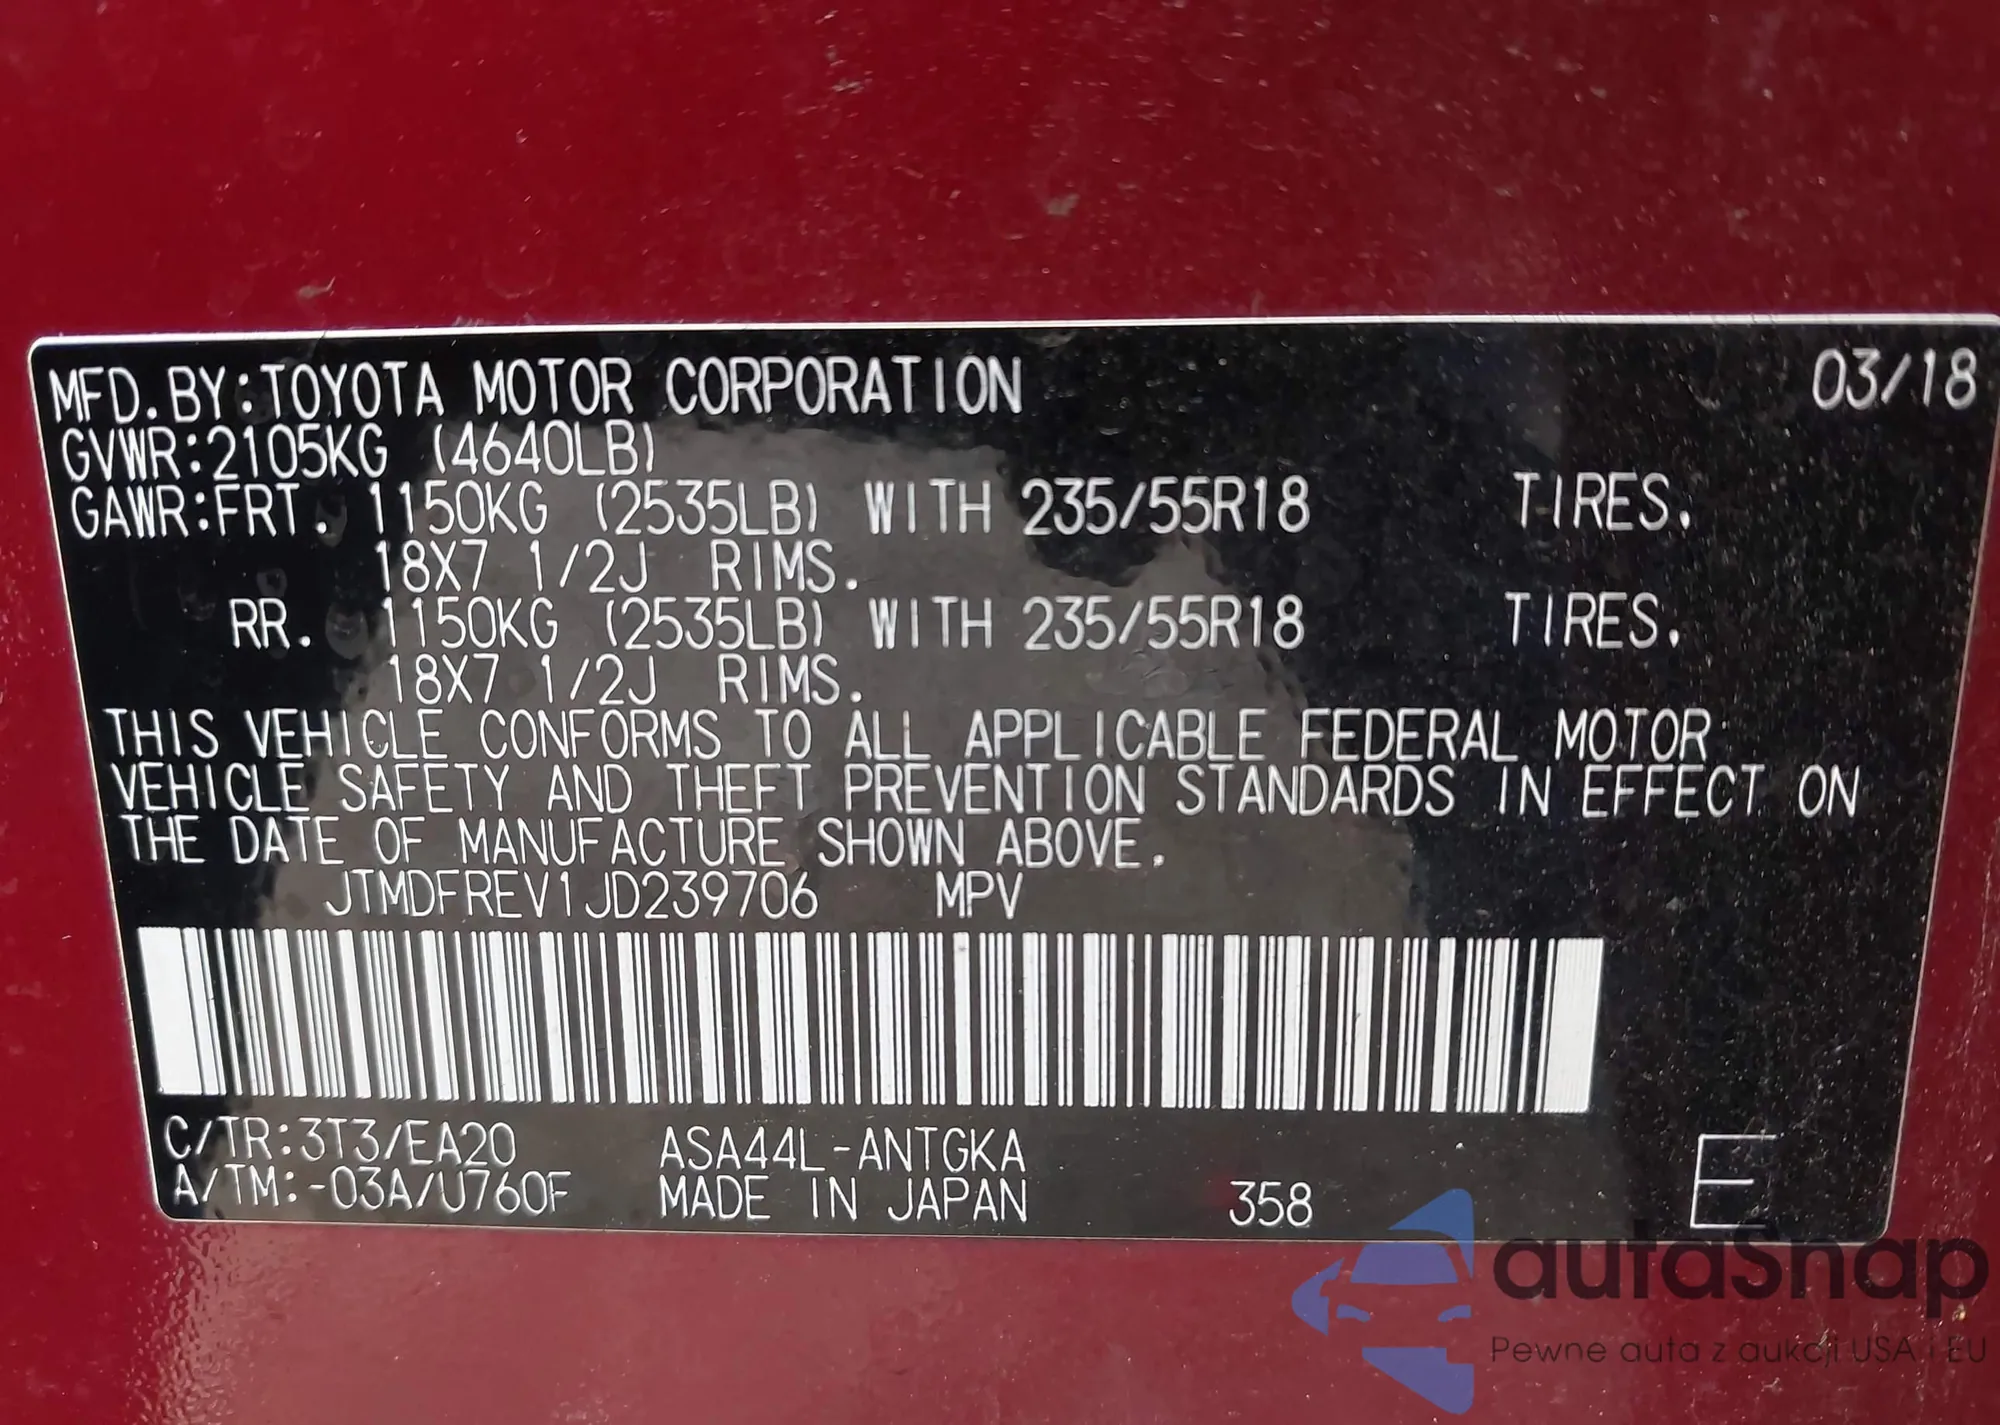 MFD. BY:TOYOTA MOTOR CORPORATION 03/18
GVWR:2105KG (4640LB)
GAWR:FRT. 1150KG (2535LB) WITH 235/55R18 TIRES.
18X7 1/2J RIMS.
RR. 1150KG (2535LB) WITH 235/55R18 TIRES.
18X7 1/2J RIMS.
THIS VEHICLE CONFORMS TO ALL APPLICABLE FEDERAL MOTOR
VEHICLE SAFETY AND THEFT PREVENTION STANDARDS IN EFFECT ON
THE DATE OF MANUFACTURE SHOWN ABOVE.
JTMDFREV1JD239706 MPV
C/TR:3T3/EA20 ASA44L-ANTGKA
A/TM:-03A/U760F MADE IN JAPAN 358 E
autaSnap
Pewne auta z aukcji USA i EU